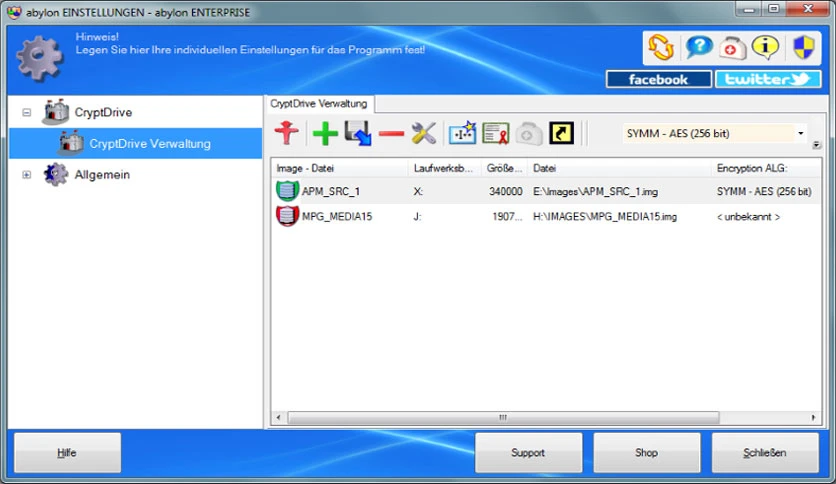 abylon EINSTELLUNGEN - abylon ENTERPRISE
Hinweis!
Legen Sie hier Ihre individuellen Einstellungen für das Programm fest!
facebook
twitter
CryptDrive
CryptDrive Verwaltung
Allgemein
CryptDrive Verwaltung
SYMM - AES (256 bit)
Image - Datei Laufwerksb... Größe... Datei Encryption ALG:
APM_SRC_1 X: 340000 E:\Images\APM_SRC_1.img SYMM - AES (256 bit)
MPG_MEDIA15 J: 1907... H:\IMAGES\MPG_MEDIA15.img < unbekannt >
Hilfe Support Shop Schließen